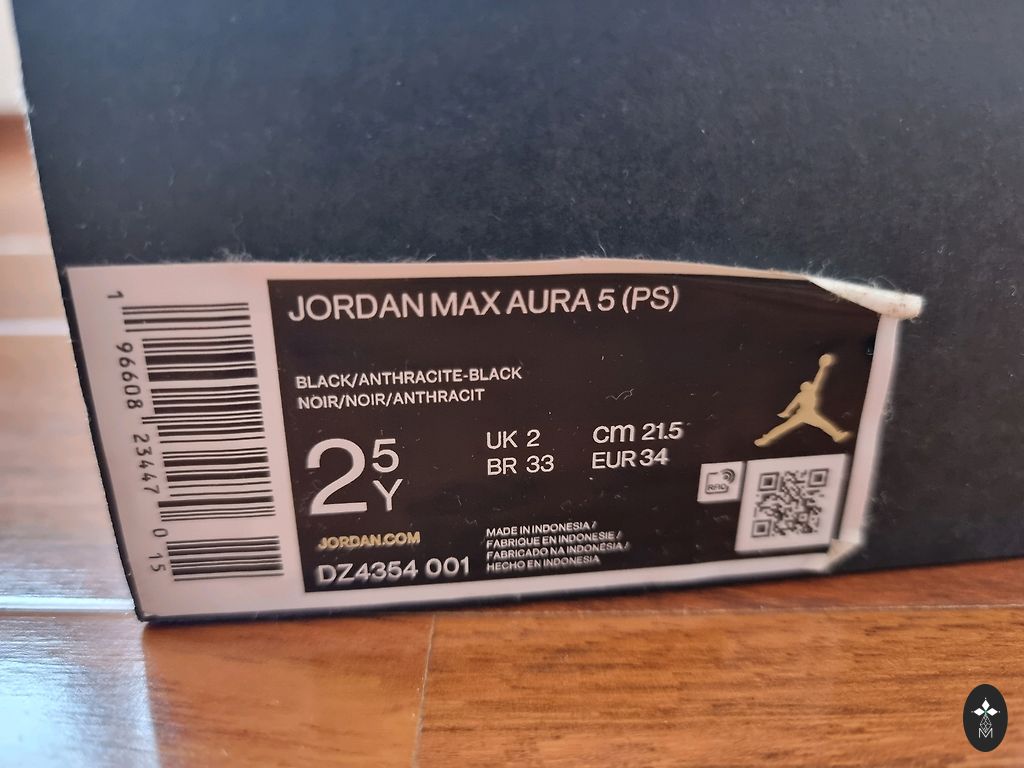 JORDAN MAX AURA 5 (PS)
BLACK/ANTHRACITE-BLACK
NOIR/NOIR/ANTHRACIT
2 5 Y
UK 2
BR 33
cm 21.5
EUR 34
RFID
JORDAN.COM
DZ4354 001
MADE IN INDONESIA /
FABRIQUE EN INDONESIE /
FABRICADO NA INDONESIA /
HECHO EN INDONESIA
1 96608 23447 0 15
M